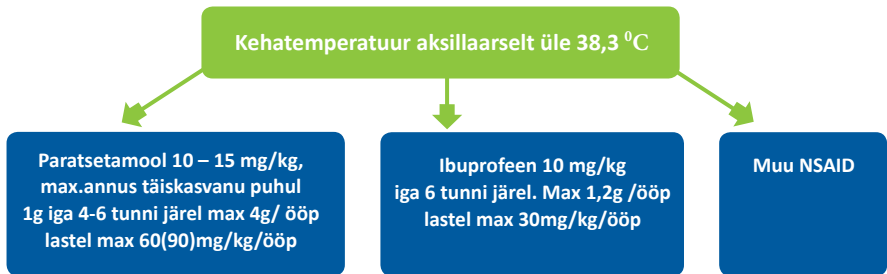 Kehatemperatuur aksillaarselt üle 38,3 ⁰C
Paratsetamool 10 – 15 mg/kg,
max.annus täiskasvanu puhul
1g iga 4-6 tunni järel max 4g/ ööp
lastel max 60(90)mg/kg/ööp
Ibuprofeen 10 mg/kg
iga 6 tunni järel. Max 1,2g /ööp
lastel max 30mg/kg/ööp
Muu NSAID